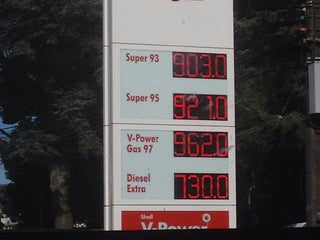 Super 93 903.0
Super 95 921.0
V-Power
Gas 97 962.0
Diesel
Extra 730.0
Shell
V-Power